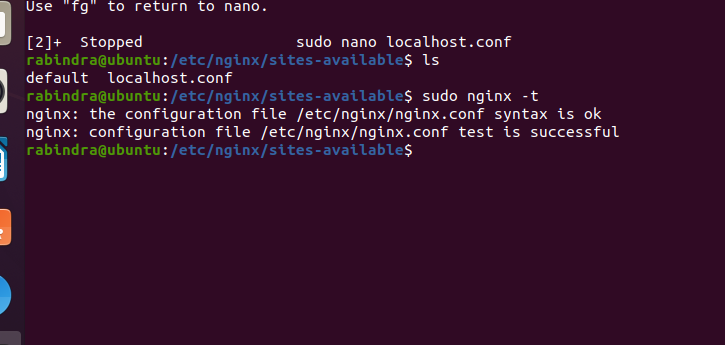 Use "fg" to return to nano.
[2]+  Stopped                 sudo nano localhost.conf
rabindra@ubuntu:/etc/nginx/sites-available$ ls
default  localhost.conf
rabindra@ubuntu:/etc/nginx/sites-available$ sudo nginx -t
nginx: the configuration file /etc/nginx/nginx.conf syntax is ok
nginx: configuration file /etc/nginx/nginx.conf test is successful
rabindra@ubuntu:/etc/nginx/sites-available$